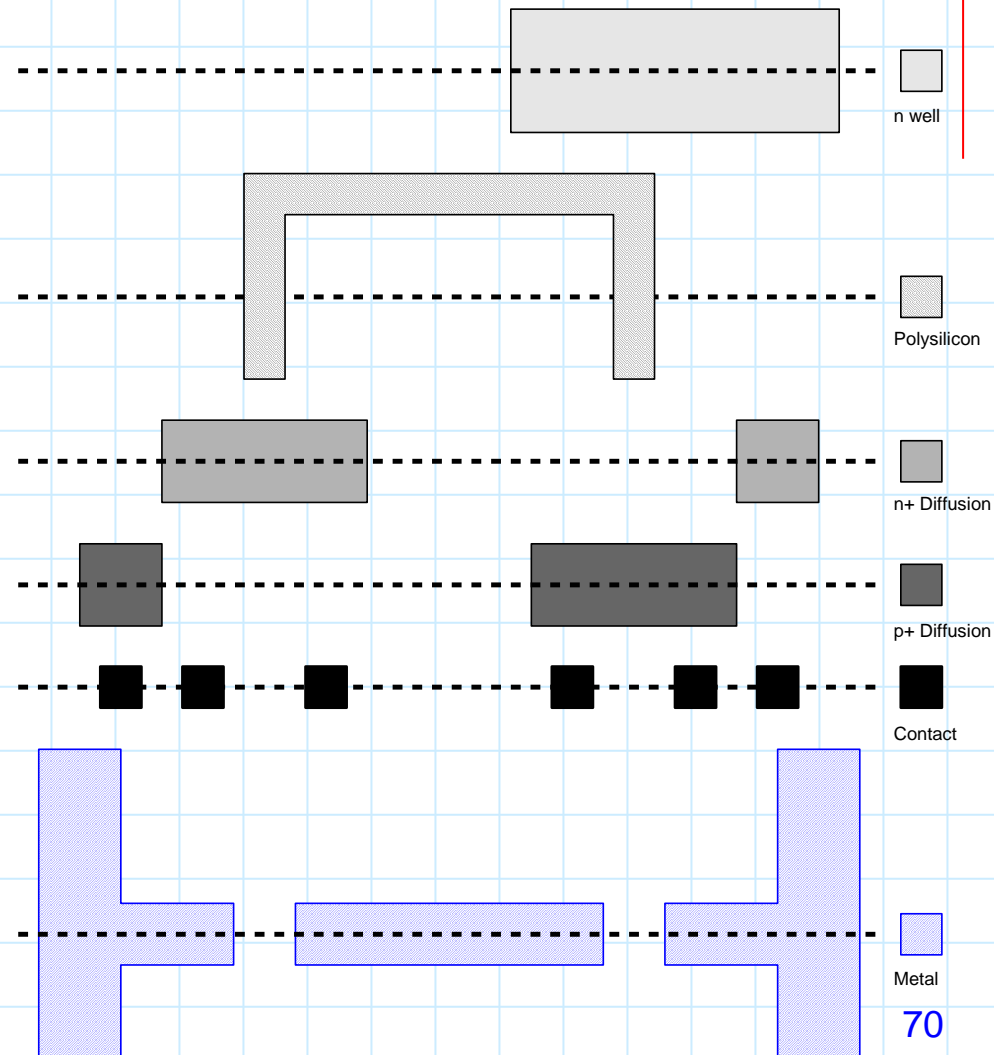 n well
Polysilicon
n+ Diffusion
p+ Diffusion
Contact
Metal
70